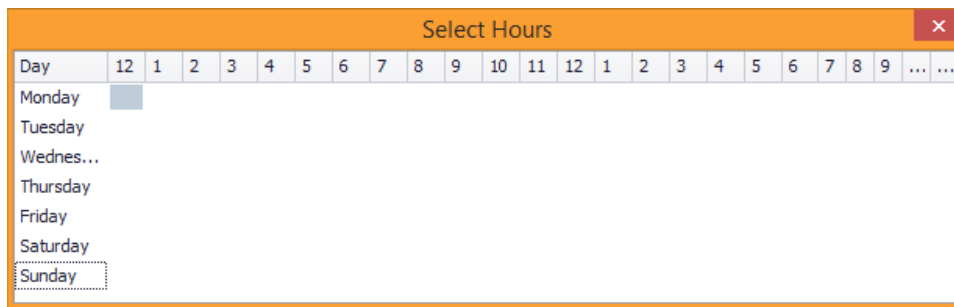 Select Hours
Day 12 1 2 3 4 5 6 7 8 9 10 11 12 1 2 3 4 5 6 7 8 9 ... ...
Monday
Tuesday
Wednes...
Thursday
Friday
Saturday
Sunday